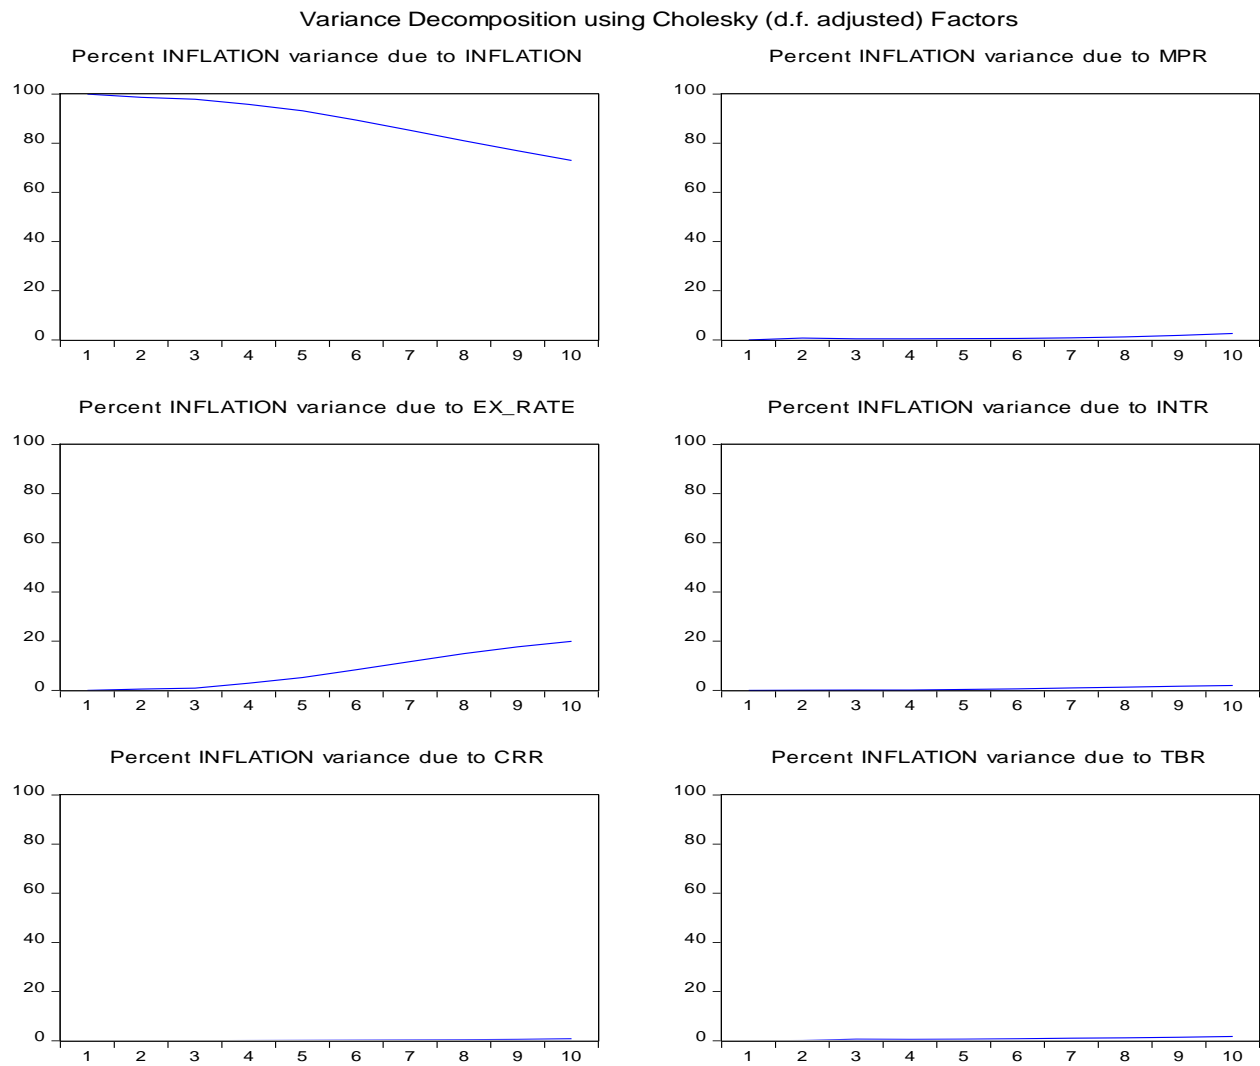 Variance Decomposition using Cholesky (d.f. adjusted) Factors
Percent INFLATION variance due to INFLATION
100
80
60
40
20
0
1 2 3 4 5 6 7 8 9 10
Percent INFLATION variance due to MPR
100
80
60
40
20
0
1 2 3 4 5 6 7 8 9 10
Percent INFLATION variance due to EX_RATE
100
80
60
40
20
0
1 2 3 4 5 6 7 8 9 10
Percent INFLATION variance due to INTR
100
80
60
40
20
0
1 2 3 4 5 6 7 8 9 10
Percent INFLATION variance due to CRR
100
80
60
40
20
0
1 2 3 4 5 6 7 8 9 10
Percent INFLATION variance due to TBR
100
80
60
40
20
0
1 2 3 4 5 6 7 8 9 10